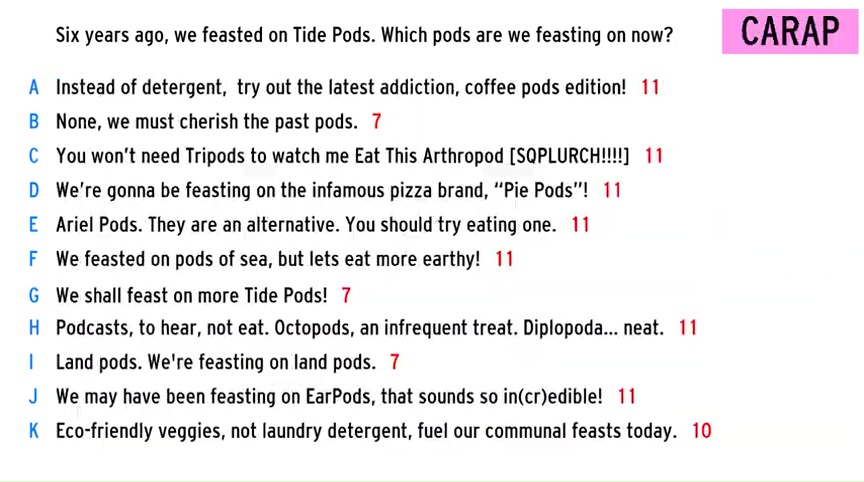 Six years ago, we feasted on Tide Pods. Which pods are we feasting on now?
CARAP
A Instead of detergent, try out the latest addiction, coffee pods edition! 11
B None, we must cherish the past pods. 7
C You won't need Tripods to watch me Eat This Arthropod [SQPLURCH!!!!] 11
D We're gonna be feasting on the infamous pizza brand, "Pie Pods"! 11
E Ariel Pods. They are an alternative. You should try eating one. 11
F We feasted on pods of sea, but lets eat more earthy! 11
G We shall feast on more Tide Pods! 7
H Podcasts, to hear, not eat. Octopods, an infrequent treat. Diplopoda... neat. 11
I Land pods. We're feasting on land pods. 7
J We may have been feasting on EarPods, that sounds so in(cr)edible! 11
K Eco-friendly veggies, not laundry detergent, fuel our communal feasts today. 10